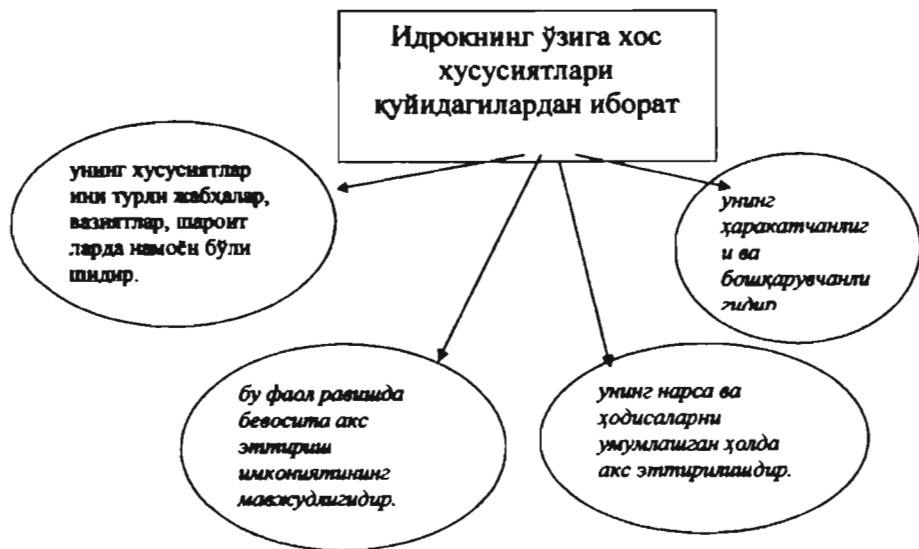 Идрокнинг ўзига хос
хусусиятлари
қуйидагилардан иборат
унинг хусусиятлар
ини турли жабҳалар,
вазиятлар, шароит
ларда намоён бўли
шидир.
унинг
ҳаракатчанлиг
и ва
бошқарувчанли
гидир
бу фаол равишда
бевосита акс
эттириш
имкониятининг
мавжудлигидир.
унинг нарса ва
ҳодисаларни
умумлашган ҳолда
акс эттирилишдир.